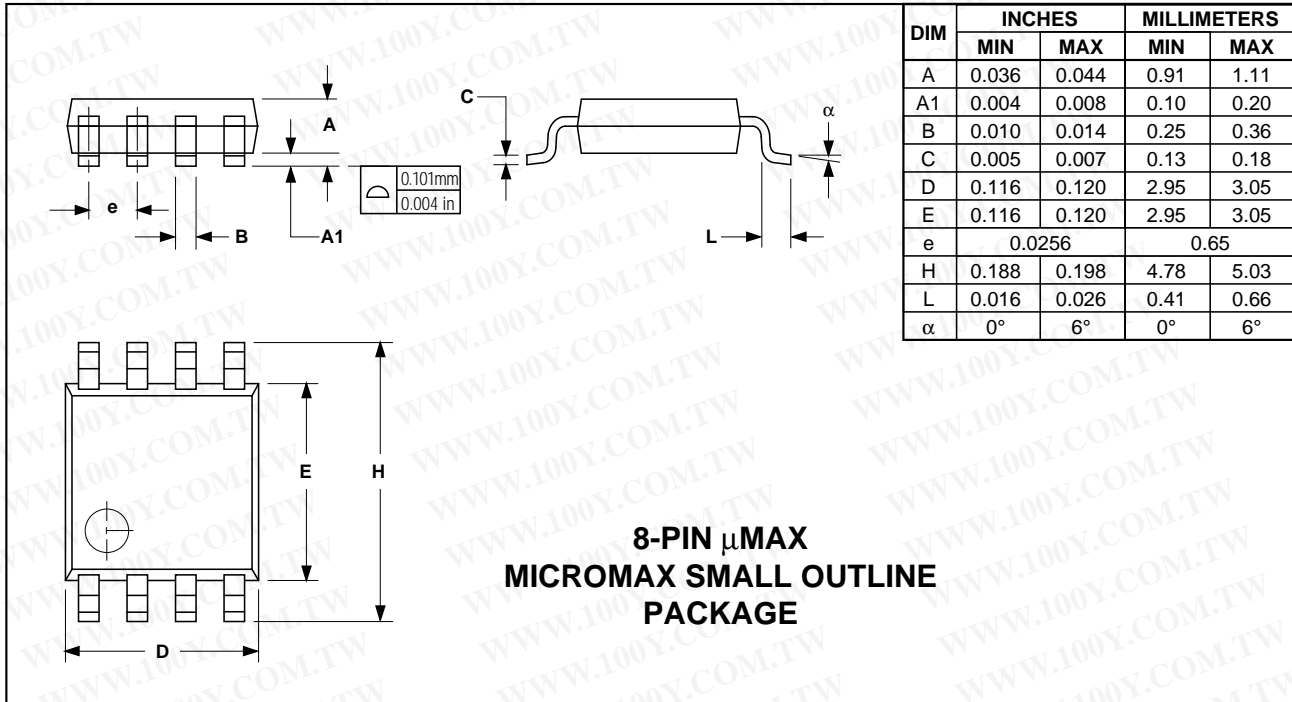 DIM INCHES MILLIMETERS
MIN MAX MIN MAX
A 0.036 0.044 0.91 1.11
A1 0.004 0.008 0.10 0.20
B 0.010 0.014 0.25 0.36
C 0.005 0.007 0.13 0.18
D 0.116 0.120 2.95 3.05
E 0.116 0.120 2.95 3.05
e 0.0256 0.65
H 0.188 0.198 4.78 5.03
L 0.016 0.026 0.41 0.66
α 0° 6° 0° 6°
C
A
α
0.101mm
0.004 in
e
B
A1
L
E
H
D
8-PIN µMAX
MICROMAX SMALL OUTLINE
PACKAGE
WWW.100Y.COM.TW